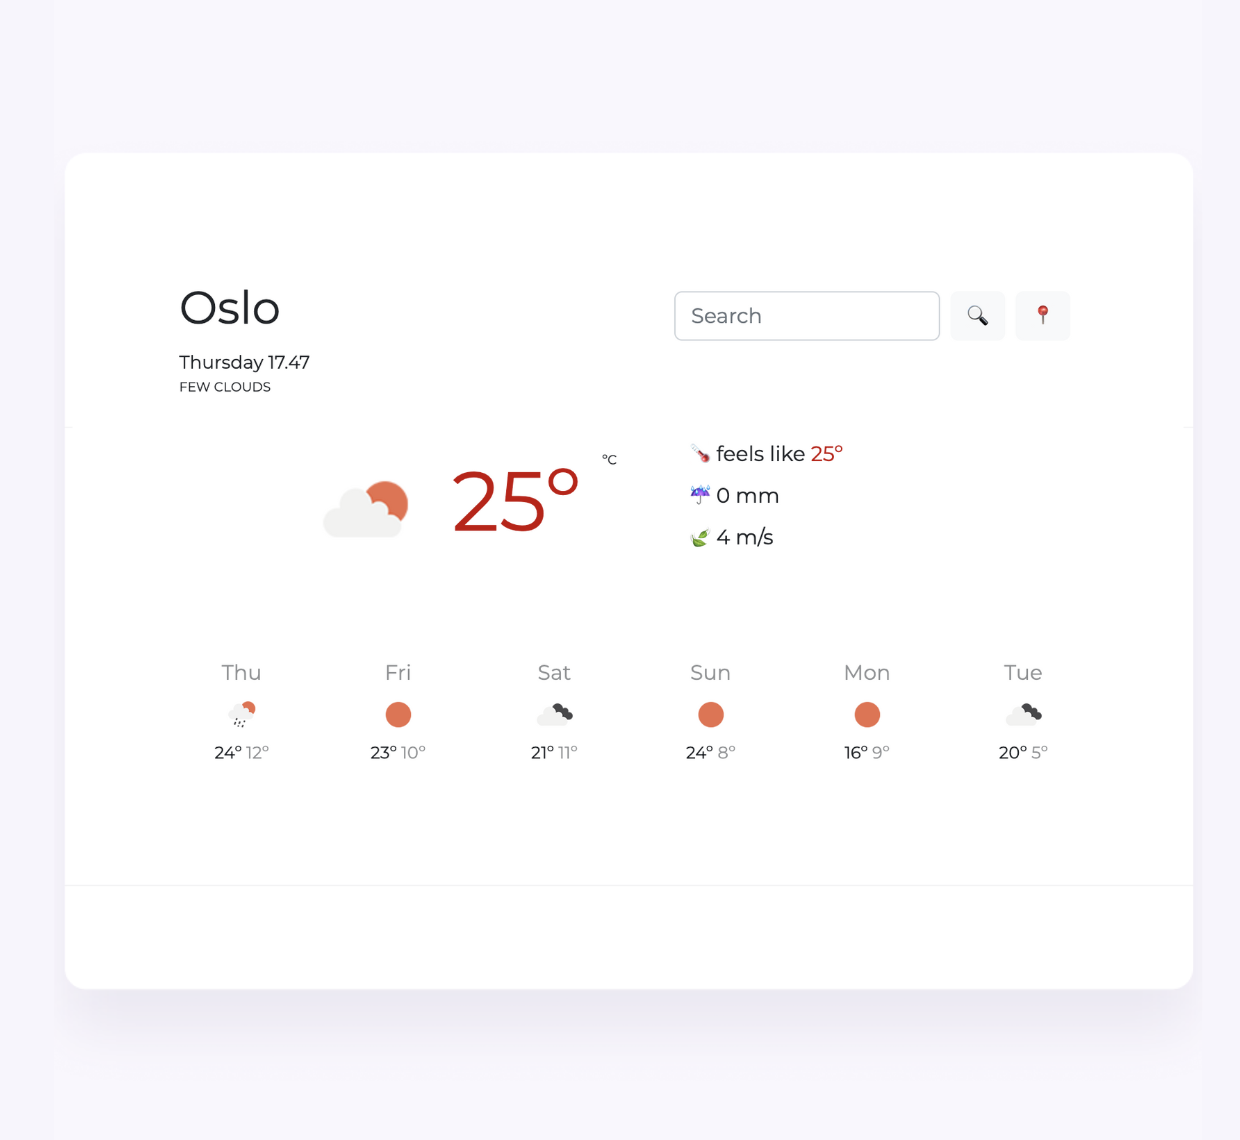 Oslo
Search
Thursday 17.47
FEW CLOUDS
25°
°C
feels like 25°
0 mm
4 m/s
Thu Fri Sat Sun Mon Tue
24° 12° 23° 10° 21° 11° 24° 8° 16° 9° 20° 5°